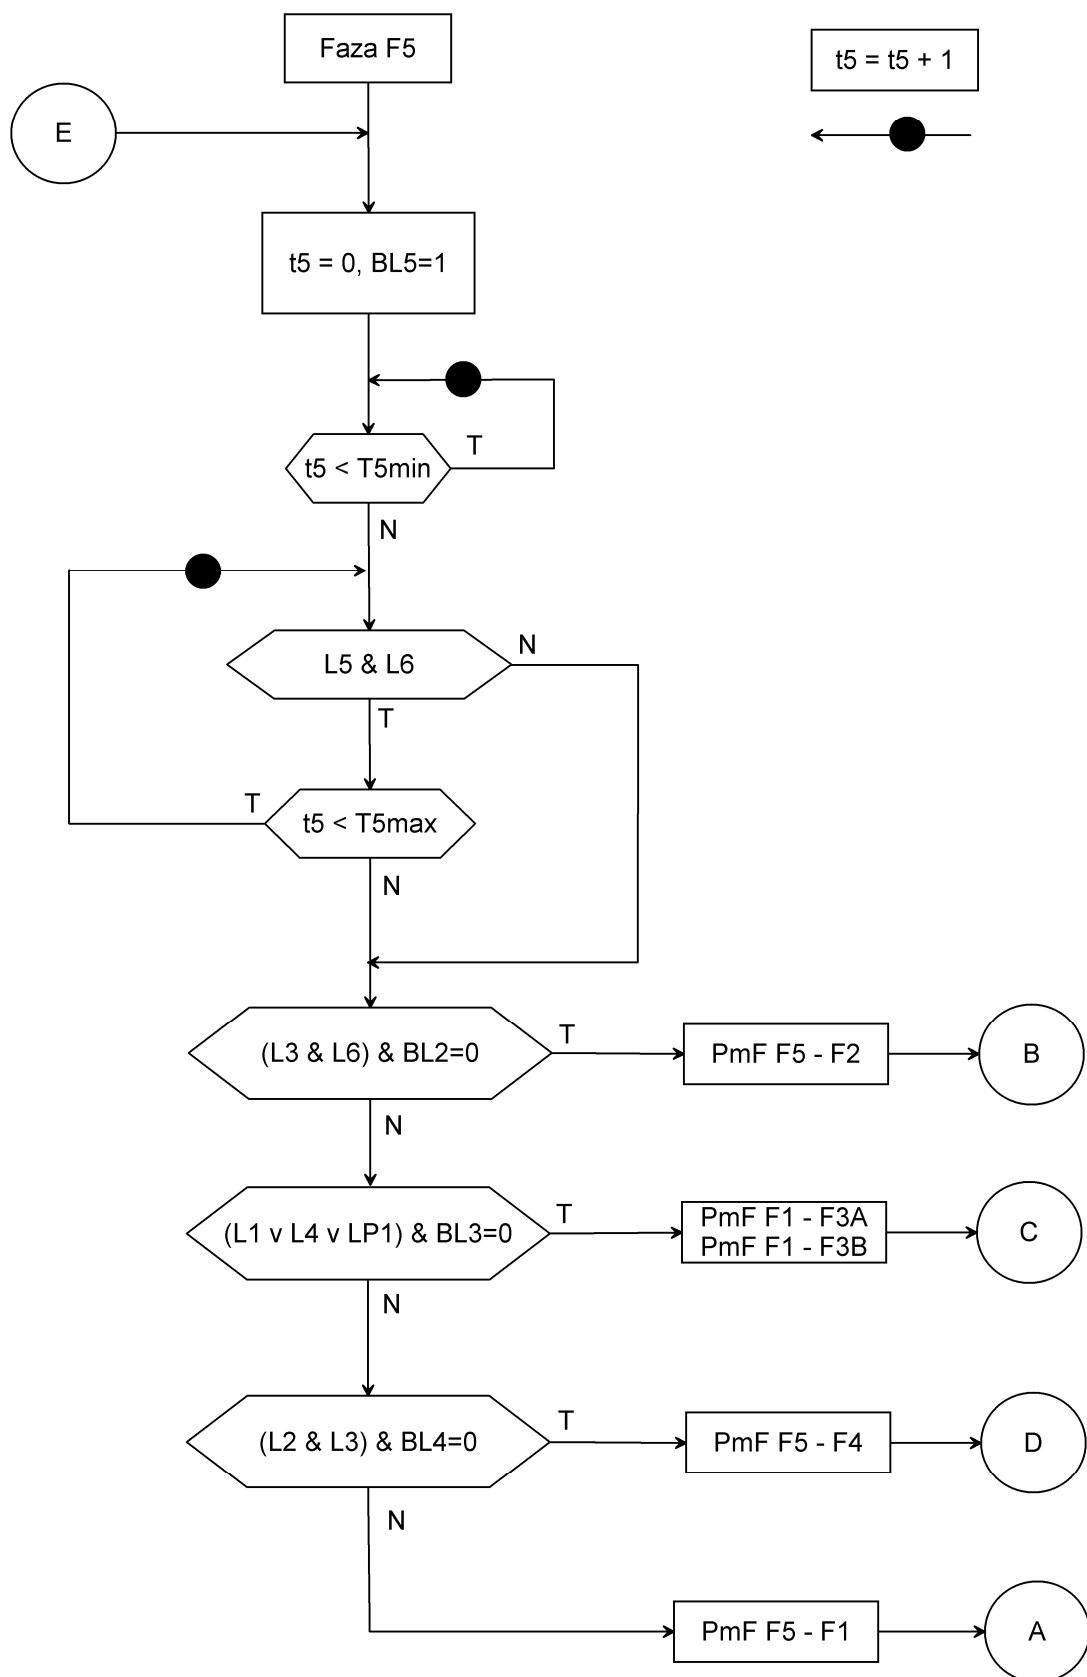 Faza F5
t5 = t5 + 1
E
t5 = 0, BL5=1
T
t5 < T5min
N
N
L5 & L6
T
T
t5 < T5max
N
T
(L3 & L6) & BL2=0
PmF F5 - F2
B
N
T
(L1 v L4 v LP1) & BL3=0
PmF F1 - F3A
PmF F1 - F3B
C
N
T
(L2 & L3) & BL4=0
PmF F5 - F4
D
N
PmF F5 - F1
A